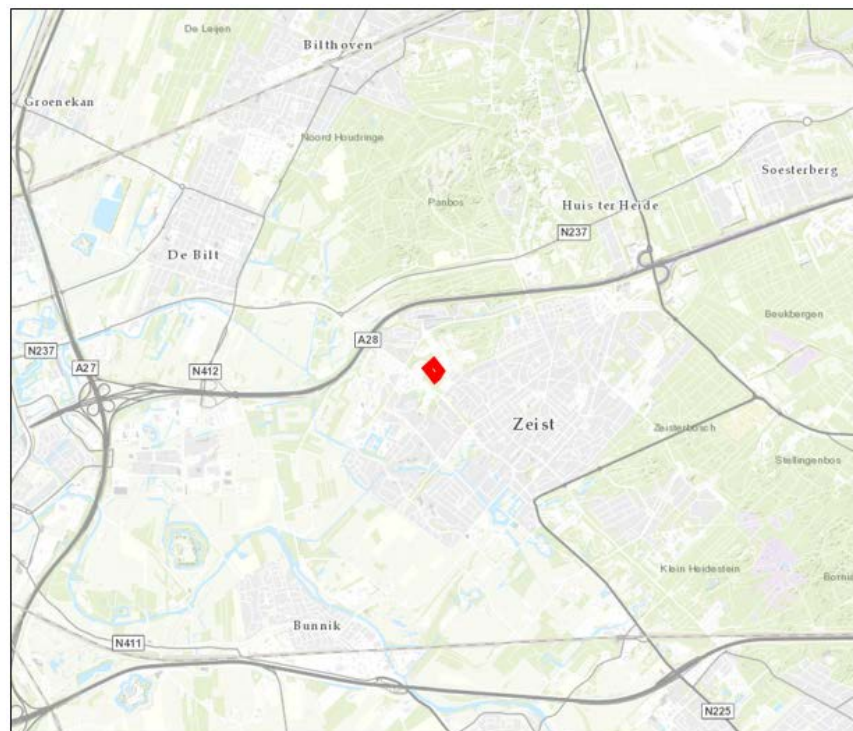 De Leijen
Bilthoven
Groenekan
Noord Houdringe
Soesterberg
Panbos
Huis ter Heide
N237
De Bilt
Beukbergen
A28
N237
A27
N412
Zeist
Zeisterbosch
Stellingenbos
Klein Heidestein
Bornia
Bunnik
N411
N225